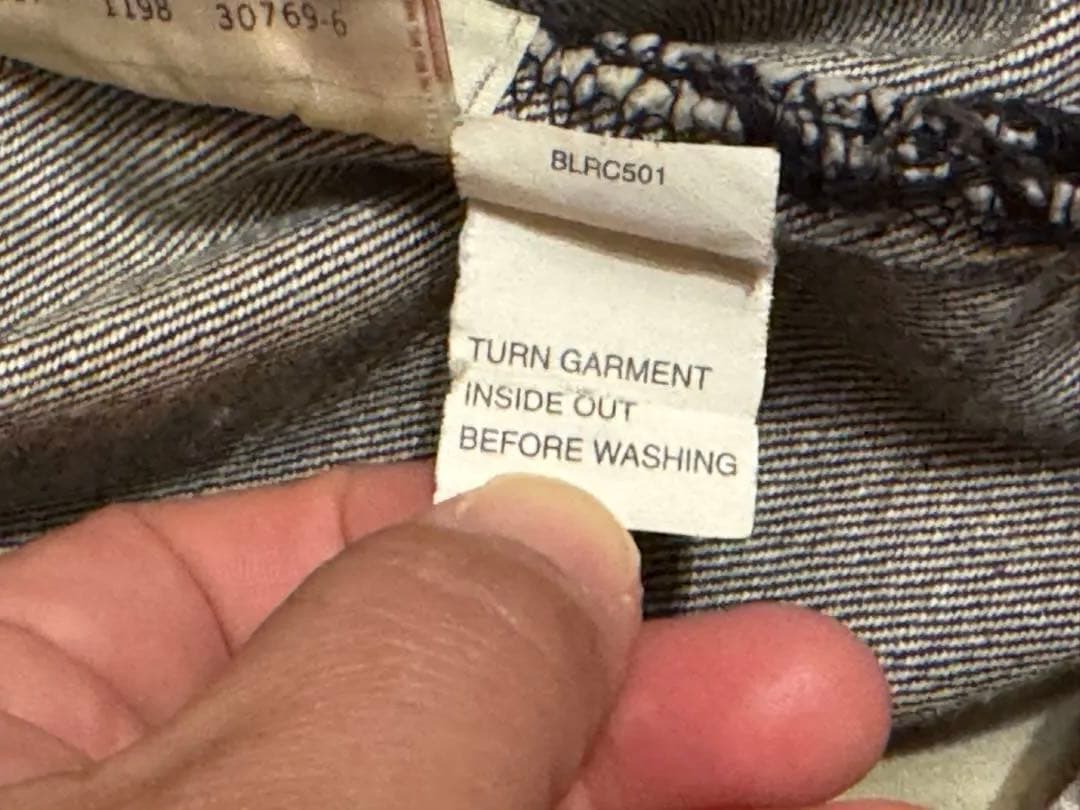 1198 30769-6
BLRC501
TURN GARMENT
INSIDE OUT
BEFORE WASHING